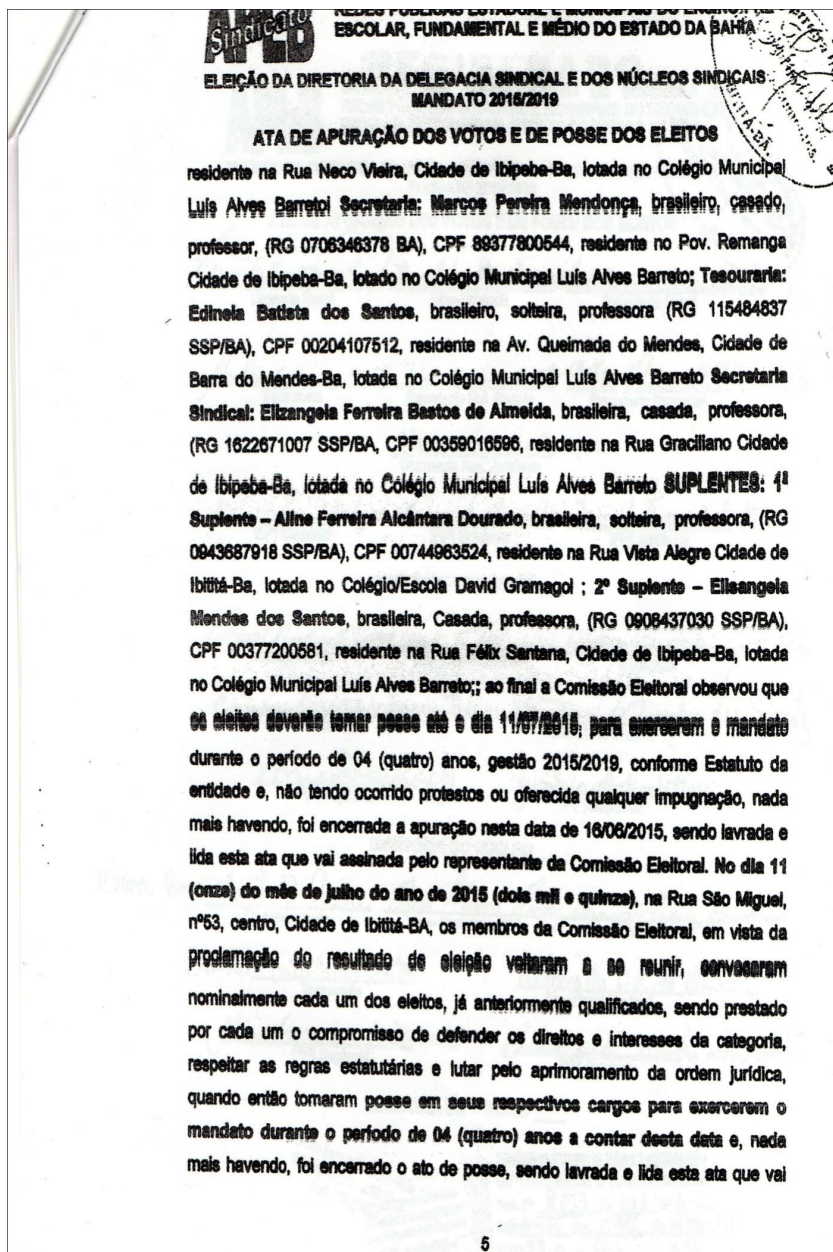 APLB
Sindicato
REDES PÚBLICAS ESTADUAL E MUNICIPAIS DO ENSINO PRÉ
ESCOLAR, FUNDAMENTAL E MÉDIO DO ESTADO DA BAHIA
ELEIÇÃO DA DIRETORIA DA DELEGACIA SINDICAL E DOS NÚCLEOS SINDICAIS
MANDATO 2015/2019
ATA DE APURAÇÃO DOS VOTOS E DE POSSE DOS ELEITOS
residente na Rua Neco Vieira, Cidade de Ibipeba-Ba, lotada no Colégio Municipal
Luís Alves Barretol Secretaria: Marcos Pereira Mendonça, brasileiro, casado,
professor, (RG 0706346378 BA), CPF 89377800544, residente no Pov. Remanga
Cidade de Ibipeba-Ba, lotado no Colégio Municipal Luís Alves Barreto; Tesouraria:
Edineia Batista dos Santos, brasileiro, solteira, professora (RG 115484837
SSP/BA), CPF 00204107512, residente na Av. Queimada do Mendes, Cidade de
Barra do Mendes-Ba, lotada no Colégio Municipal Luís Alves Barreto Secretaria
Sindical: Elizangela Ferreira Bastos de Almeida, brasileira, casada, professora,
(RG 1622671007 SSP/BA, CPF 00359016596, residente na Rua Graciliano Cidade
de Ibipeba-Ba, lotada no Colégio Municipal Luís Alves Barreto SUPLENTES: 1ª
Suplente – Aline Ferreira Alcântara Dourado, brasileira, solteira, professora, (RG
0943687918 SSP/BA), CPF 00744963524, residente na Rua Vista Alegre Cidade de
Ibititá-Ba, lotada no Colégio/Escola David Gramagol ; 2º Suplente – Elisangela
Mendes dos Santos, brasileira, Casada, professora, (RG 0906437030 SSP/BA),
CPF 00377200581, residente na Rua Félix Santana, Cidade de Ibipeba-Ba, lotada
no Colégio Municipal Luís Alves Barreto;; ao final a Comissão Eleitoral observou que
os eleitos deverão tomar posse até o dia 11/07/2015, para exercerem o mandato
durante o período de 04 (quatro) anos, gestão 2015/2019, conforme Estatuto da
entidade e, não tendo ocorrido protestos ou oferecida qualquer impugnação, nada
mais havendo, foi encerrada a apuração nesta data de 16/06/2015, sendo lavrada e
lida esta ata que vai assinada pelo representante da Comissão Eleitoral. No dia 11
(onze) do mês de julho do ano de 2015 (dois mil e quinze), na Rua São Miguel,
nº53, centro, Cidade de Ibititá-BA, os membros da Comissão Eleitoral, em vista da
proclamação do resultado de eleição voltaram a se reunir, convocaram
nominalmente cada um dos eleitos, já anteriormente qualificados, sendo prestado
por cada um o compromisso de defender os direitos e interesses da categoria,
respeitar as regras estatutárias e lutar pelo aprimoramento da ordem jurídica,
quando então tomaram posse em seus respectivos cargos para exercerem o
mandato durante o período de 04 (quatro) anos a contar desta data e, nada
mais havendo, foi encerrado o ato de posse, sendo lavrada e lida esta ata que vai
5